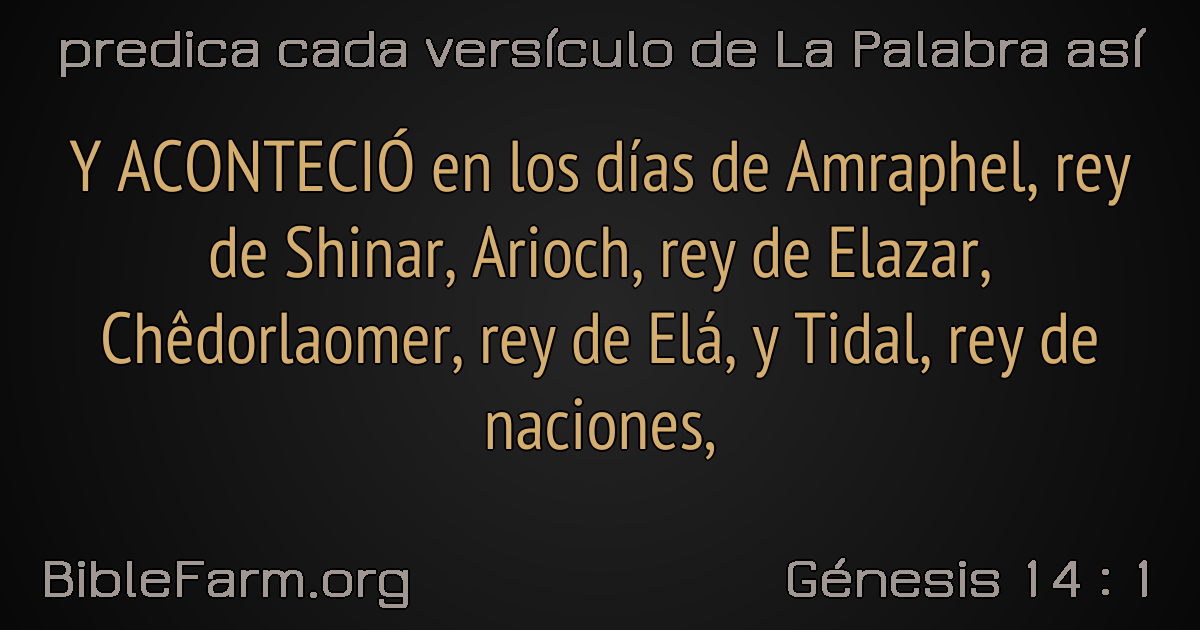 predica cada versículo de La Palabra así
Y ACONTECIÓ en los días de Amraphel, rey
de Shinar, Arioch, rey de Elazar,
Chêdorlaomer, rey de Elá, y Tidal, rey de
naciones,
BibleFarm.org
Génesis 14 : 1